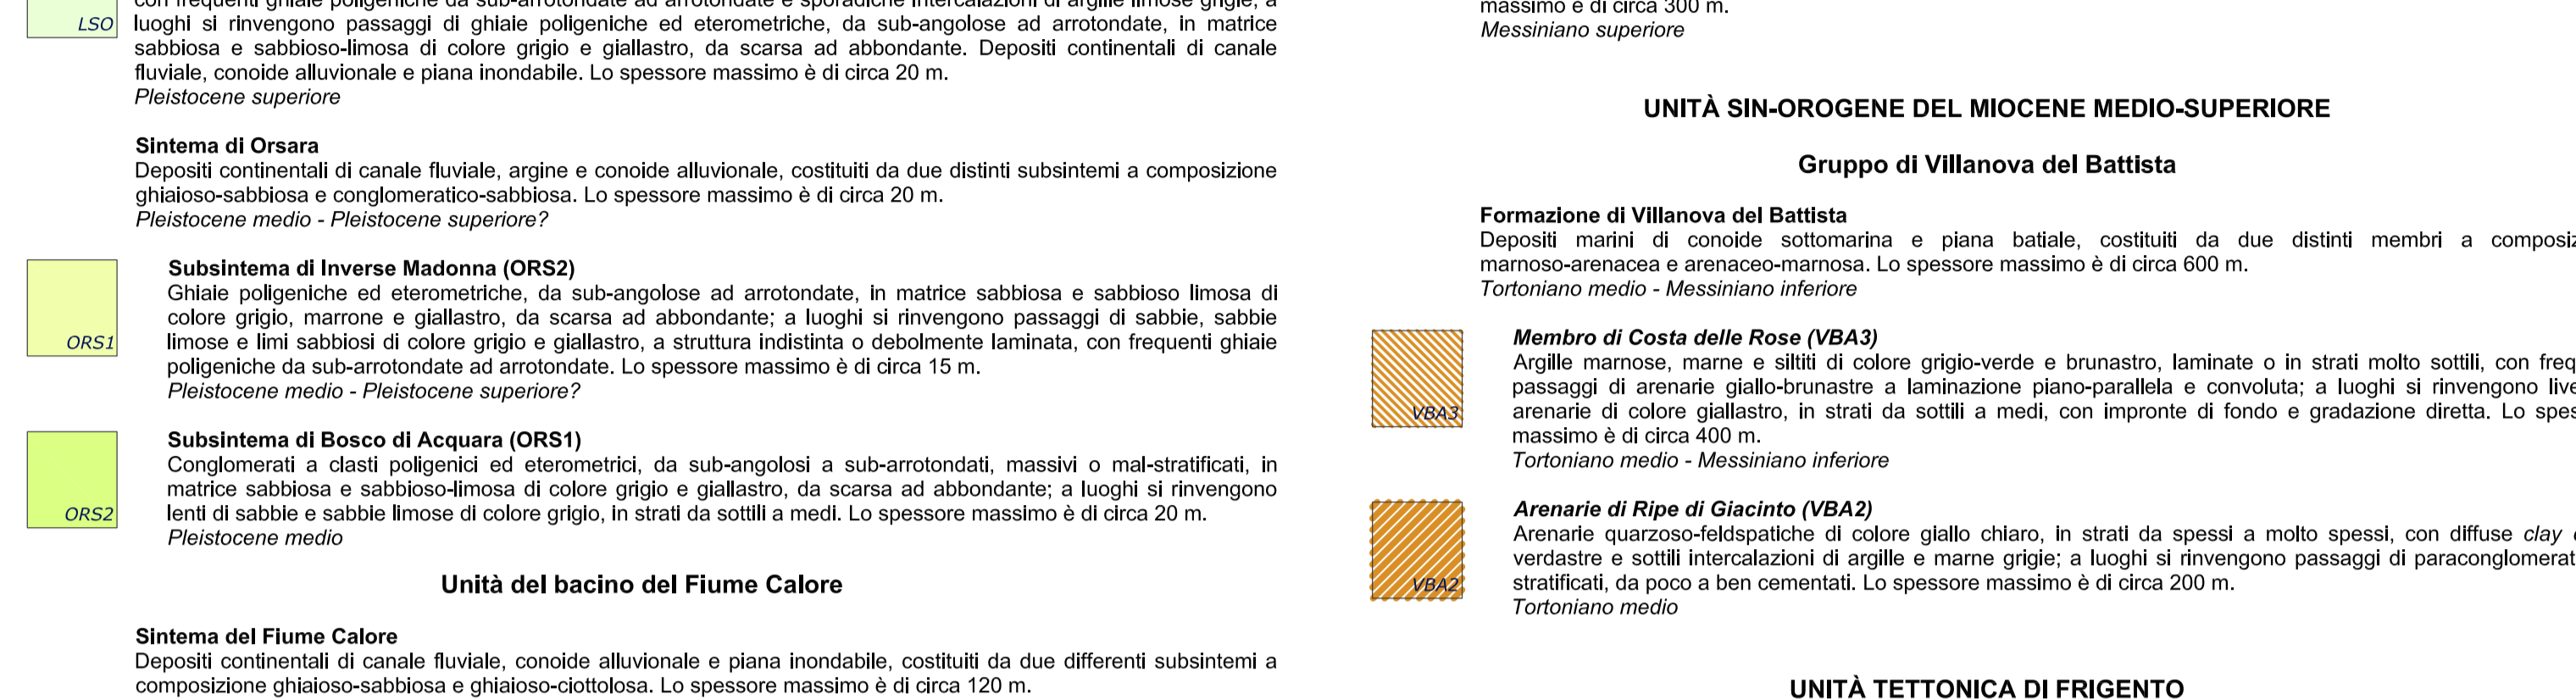 con frequenti ghiaie poligeniche da sub-arrotondate ad arrotondate e sporadiche intercalazioni di argille limose grigie; a
LSO
luoghi si rinvengono passaggi di ghiaie poligeniche ed eterometriche, da sub-angolose ad arrotondate, in matrice
sabbiosa e sabbioso-limosa di colore grigio e giallastro, da scarsa ad abbondante. Depositi continentali di canale
fluviale, conoide alluvionale e piana inondabile. Lo spessore massimo è di circa 20 m.
Pleistocene superiore
Sintema di Orsara
Depositi continentali di canale fluviale, argine e conoide alluvionale, costituiti da due distinti subsintemi a composizione
ghiaioso-sabbiosa e conglomeratico-sabbiosa. Lo spessore massimo è di circa 20 m.
Pleistocene medio - Pleistocene superiore?
Subsintema di Inverse Madonna (ORS2)
Ghiaie poligeniche ed eterometriche, da sub-angolose ad arrotondate, in matrice sabbiosa e sabbioso limosa di
colore grigio, marrone e giallastro, da scarsa ad abbondante; a luoghi si rinvengono passaggi di sabbie, sabbie
limose e limi sabbiosi di colore grigio e giallastro, a struttura indistinta o debolmente laminata, con frequenti ghiaie
ORS1
poligeniche da sub-arrotondate ad arrotondate. Lo spessore massimo è di circa 15 m.
Pleistocene medio - Pleistocene superiore?
Subsintema di Bosco di Acquara (ORS1)
Conglomerati a clasti poligenici ed eterometrici, da sub-angolosi a sub-arrotondati, massivi o mal-stratificati, in
matrice sabbiosa e sabbioso-limosa di colore grigio e giallastro, da scarsa ad abbondante; a luoghi si rinvengono
ORS2
lenti di sabbie e sabbie limose di colore grigio, in strati da sottili a medi. Lo spessore massimo è di circa 20 m.
Pleistocene medio
Unità del bacino del Fiume Calore
Sintema del Fiume Calore
Depositi continentali di canale fluviale, conoide alluvionale e piana inondabile, costituiti da due differenti subsintemi a
composizione ghiaioso-sabbiosa e ghiaioso-ciottolosa. Lo spessore massimo è di circa 120 m.
massimo è di circa 300 m.
Messiniano superiore
UNITÀ SIN-OROGENE DEL MIOCENE MEDIO-SUPERIORE
Gruppo di Villanova del Battista
Formazione di Villanova del Battista
Depositi marini di conoide sottomarina e piana batiale, costituiti da due distinti membri a composiz
marnoso-arenacea e arenaceo-marnosa. Lo spessore massimo è di circa 600 m.
Tortoniano medio - Messiniano inferiore
Membro di Costa delle Rose (VBA3)
Argille marnose, marne e siltiti di colore grigio-verde e brunastro, laminate o in strati molto sottili, con freq
passaggi di arenarie giallo-brunastre a laminazione piano-parallela e convoluta; a luoghi si rinvengono live
VBA3
arenarie di colore giallastro, in strati da sottili a medi, con impronte di fondo e gradazione diretta. Lo spes
massimo è di circa 400 m.
Tortoniano medio - Messiniano inferiore
Arenarie di Ripe di Giacinto (VBA2)
Arenarie quarzoso-feldspatiche di colore giallo chiaro, in strati da spessi a molto spessi, con diffuse clay
verdastre e sottili intercalazioni di argille e marne grigie; a luoghi si rinvengono passaggi di paraconglomerat
VBA2
stratificati, da poco a ben cementati. Lo spessore massimo è di circa 200 m.
Tortoniano medio
UNITÀ TETTONICA DI FRIGENTO